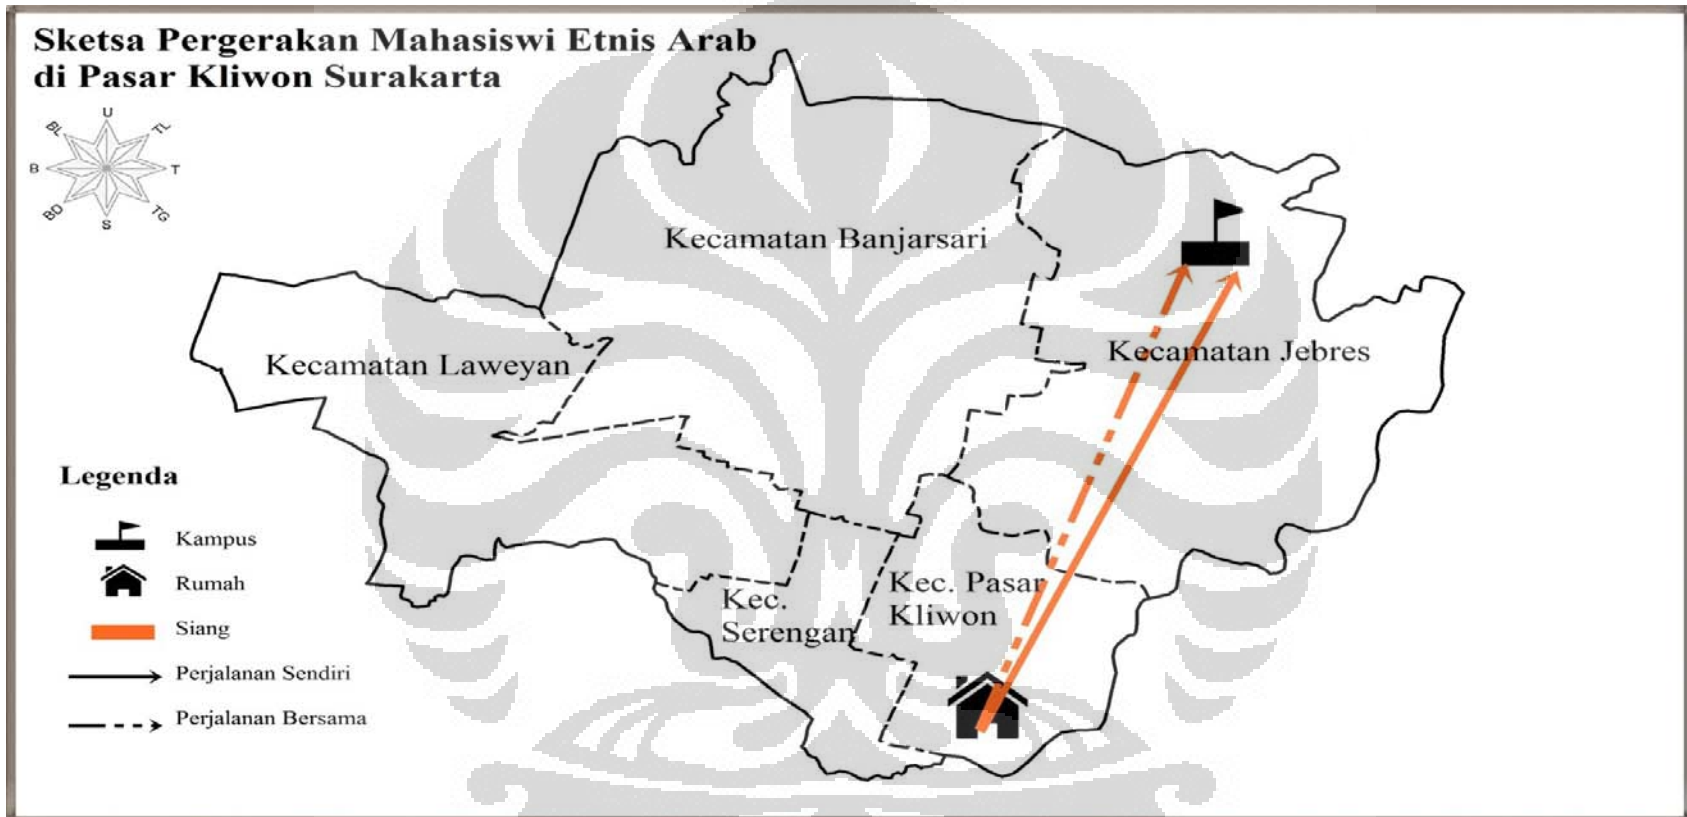 Sketsa Pergerakan Mahasiswi Etnis Arab
di Pasar Kliwon Surakarta
U
BL
TL
B
T
BD
TG
S
Kecamatan Banjarsari
Kecamatan Laweyan
Kecamatan Jebres
Kec. Pasar
Kliwon
Kec.
Serengan
Legenda
Kampus
Rumah
Siang
Perjalanan Sendiri
Perjalanan Bersama